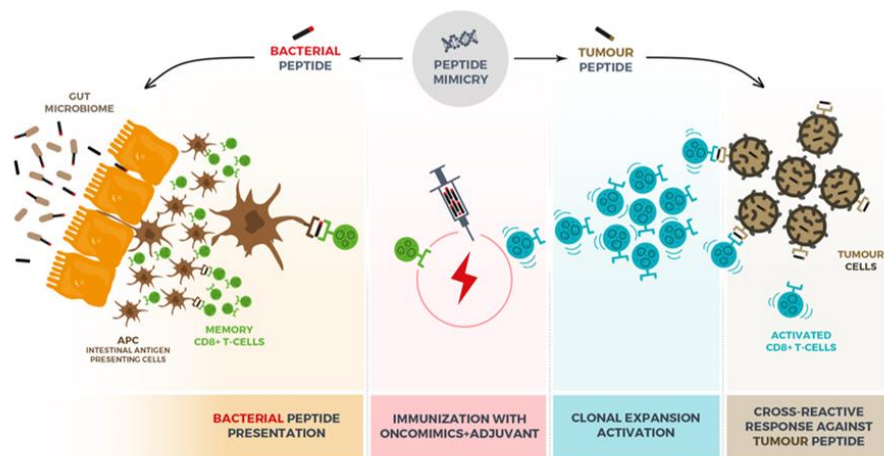 BACTERIAL
PEPTIDE
PEPTIDE
MIMICRY
TUMOUR
PEPTIDE
GUT
MICROBIOME
APC
INTESTINAL ANTIGEN
PRESENTING CELLS
MEMORY
CD8+ T-CELLS
TUMOUR
CELLS
ACTIVATED
CD8+ T-CELLS
BACTERIAL PEPTIDE
PRESENTATION
IMMUNIZATION WITH
ONCOMIMICS+ADJUVANT
CLONAL EXPANSION
ACTIVATION
CROSS-REACTIVE
RESPONSE AGAINST
TUMOUR PEPTIDE